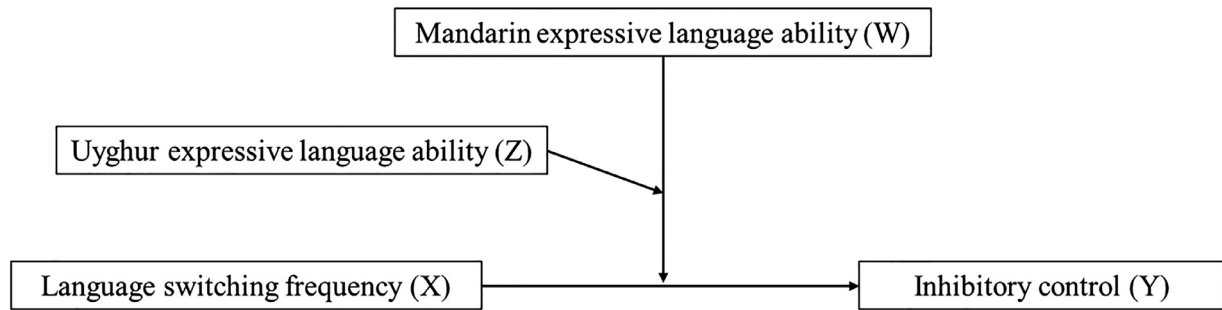 Mandarin expressive language ability (W)
Uyghur expressive language ability (Z)
Language switching frequency (X)
Inhibitory control (Y)